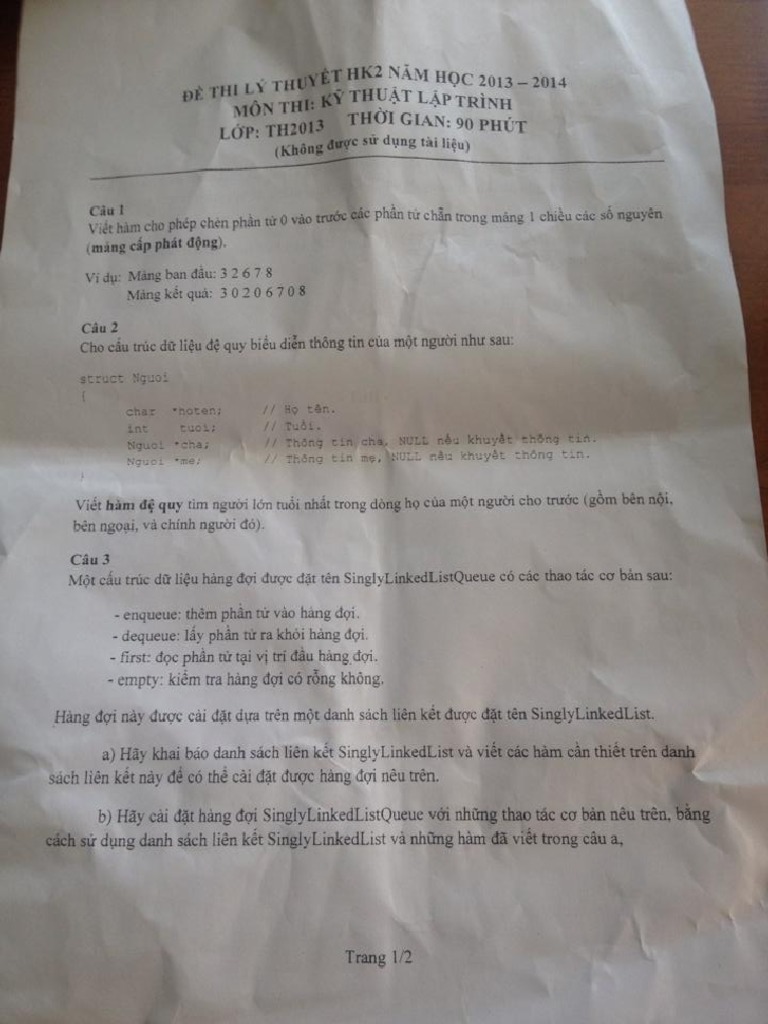 ĐỀ THI LÝ THUYẾT HK2 NĂM HỌC 2013 – 2014
MÔN THI: KỸ THUẬT LẬP TRÌNH
LỚP: TH2013 THỜI GIAN: 90 PHÚT
(Không được sử dụng tài liệu)
Câu 1
Viết hàm cho phép chèn phần tử 0 vào trước các phần tử chẵn trong mảng 1 chiều các số nguyên
(mảng cấp phát động).
Ví dụ: Mảng ban đầu: 3 2 6 7 8
Mảng kết quả: 3 0 2 0 6 7 0 8
Câu 2
Cho cấu trúc dữ liệu đệ quy biểu diễn thông tin của một người như sau:
struct Nguoi
{
char *hoten; // Họ tên.
int tuoi; // Tuổi.
Nguoi *cha; // Thông tin cha, NULL nếu khuyết thông tin.
Nguoi *me; // Thông tin mẹ, NULL nếu khuyết thông tin.
}
Viết hàm đệ quy tìm người lớn tuổi nhất trong dòng họ của một người cho trước (gồm bên nội,
bên ngoại, và chính người đó).
Câu 3
Một cấu trúc dữ liệu hàng đợi được đặt tên SinglyLinkedListQueue có các thao tác cơ bản sau:
- enqueue: thêm phần tử vào hàng đợi.
- dequeue: lấy phần tử ra khỏi hàng đợi.
- first: đọc phần tử tại vị trí đầu hàng đợi.
- empty: kiểm tra hàng đợi có rỗng không.
Hàng đợi này được cài đặt dựa trên một danh sách liên kết được đặt tên SinglyLinkedList.
a) Hãy khai báo danh sách liên kết SinglyLinkedList và viết các hàm cần thiết trên danh
sách liên kết này để có thể cài đặt được hàng đợi nêu trên.
b) Hãy cài đặt hàng đợi SinglyLinkedListQueue với những thao tác cơ bản nêu trên, bằng
cách sử dụng danh sách liên kết SinglyLinkedList và những hàm đã viết trong câu a,
Trang 1/2